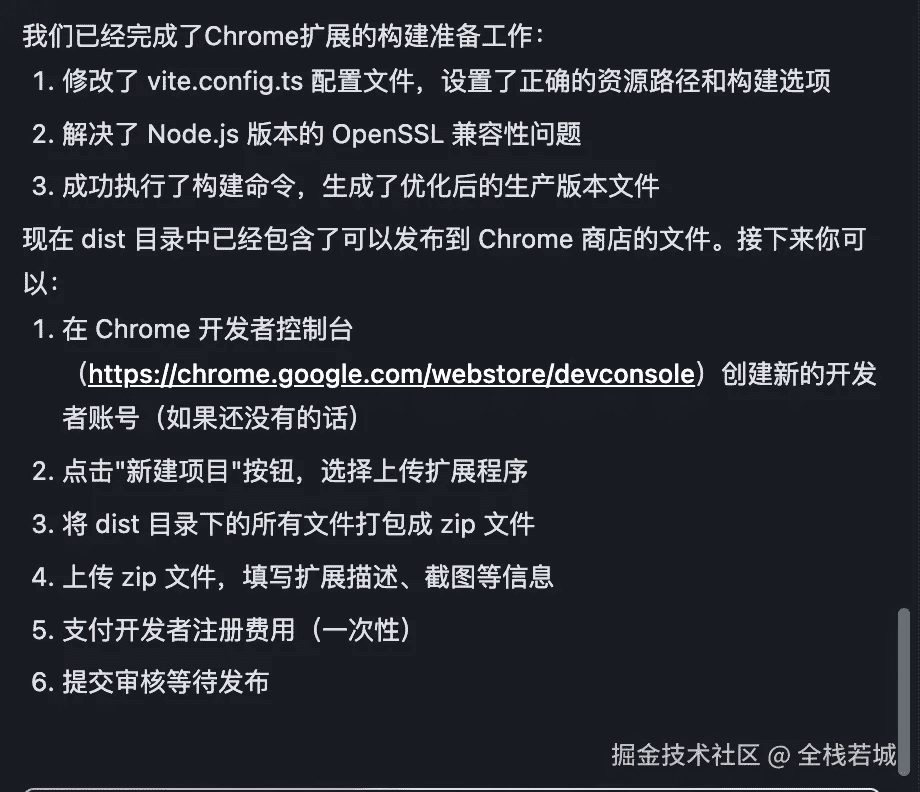 我们已经完成了Chrome扩展的构建准备工作：
1. 修改了 vite.config.ts 配置文件，设置了正确的资源路径和构建选项
2. 解决了 Node.js 版本的 OpenSSL 兼容性问题
3. 成功执行了构建命令，生成了优化后的生产版本文件
现在 dist 目录中已经包含了可以发布到 Chrome 商店的文件。接下来你可
以：
1. 在 Chrome 开发者控制台
（https://chrome.google.com/webstore/devconsole）创建新的开发
者账号（如果还没有的话）
2. 点击"新建项目"按钮，选择上传扩展程序
3. 将 dist 目录下的所有文件打包成 zip 文件
4. 上传 zip 文件，填写扩展描述、截图等信息
5. 支付开发者注册费用（一次性）
6. 提交审核等待发布
掘金技术社区 @ 全栈若城